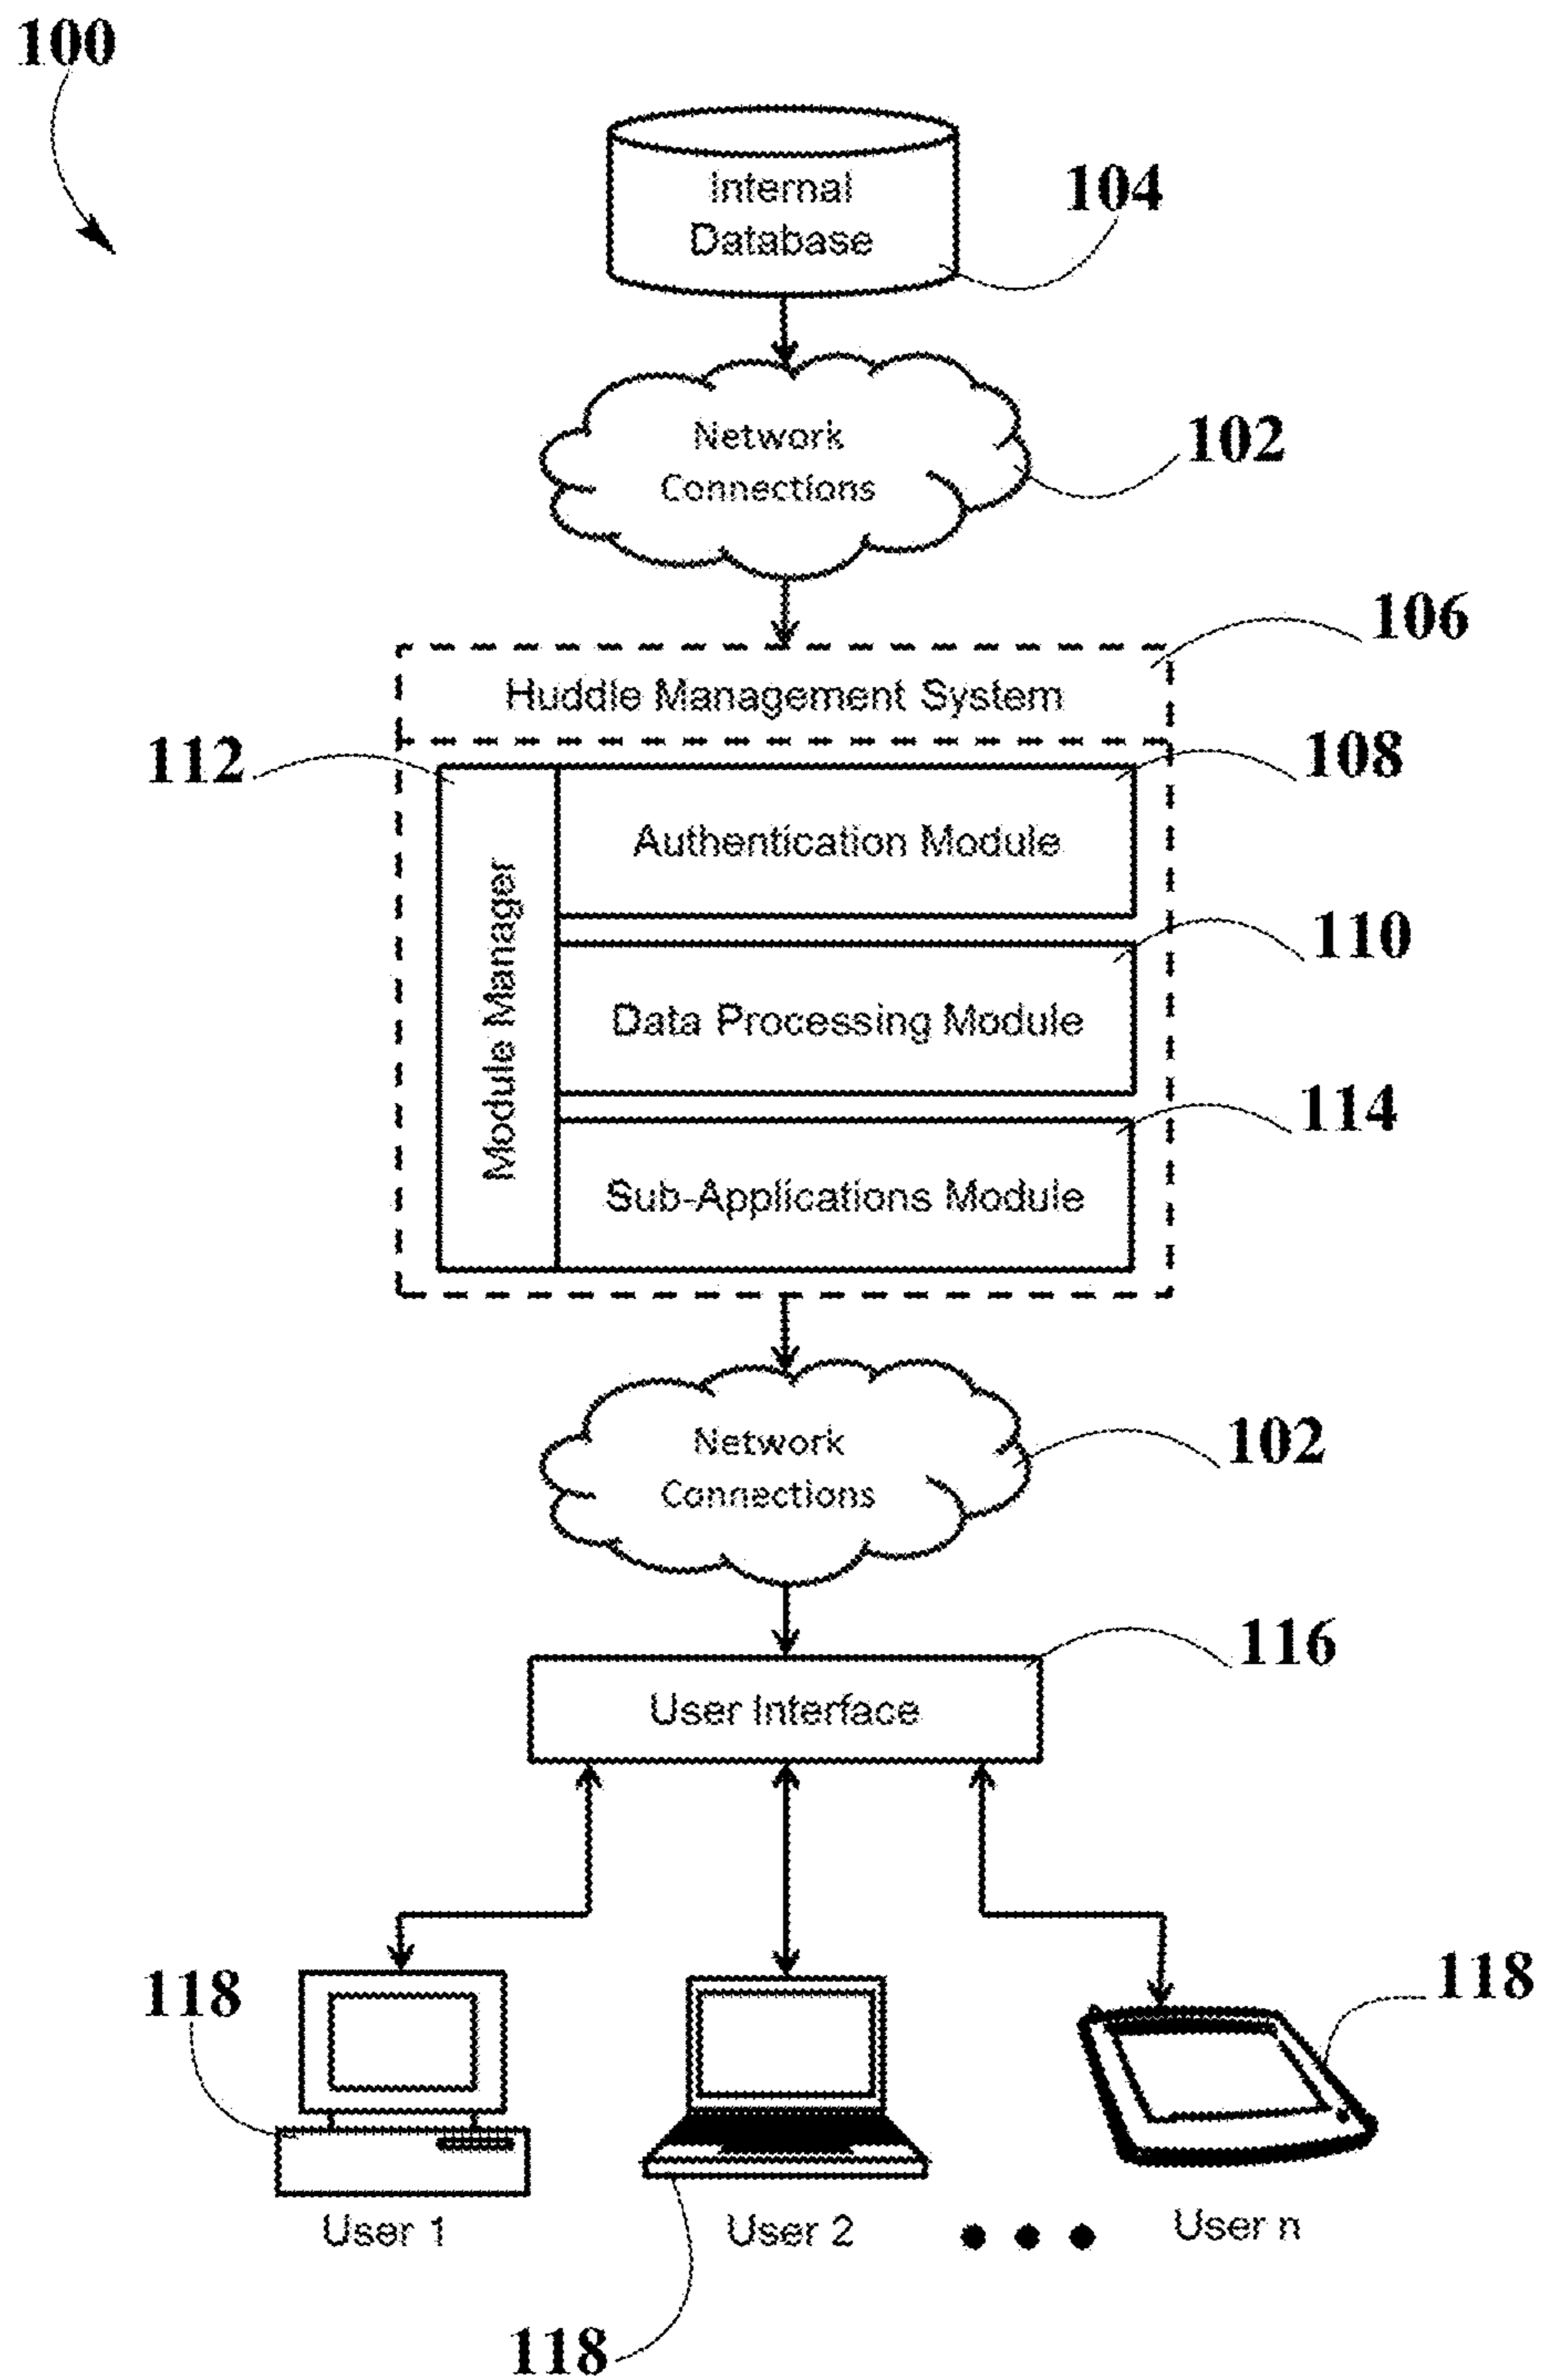 100
Internal
Database
104
Network
Connections
102
106
Huddle Management System
112
108
Module Manager
Authentication Module
110
Data Processing Module
114
Sub-Applications Module
Network
Connections
102
116
User Interface
118
118
User 1
User 2
User n
118